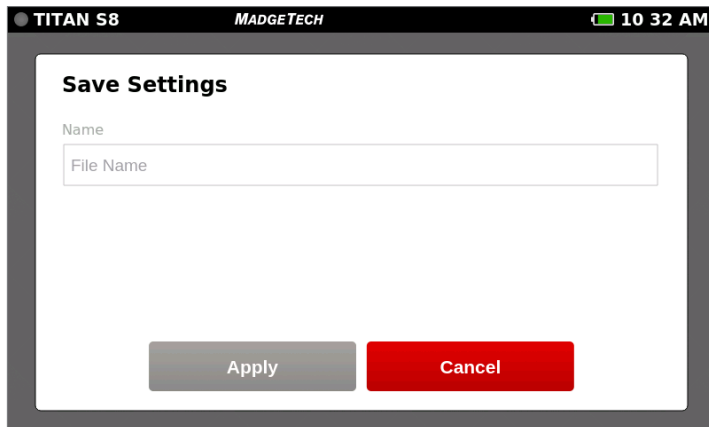 TITAN S8 MADGETECH 10 32 AM
Save Settings
Name
File Name
Apply Cancel